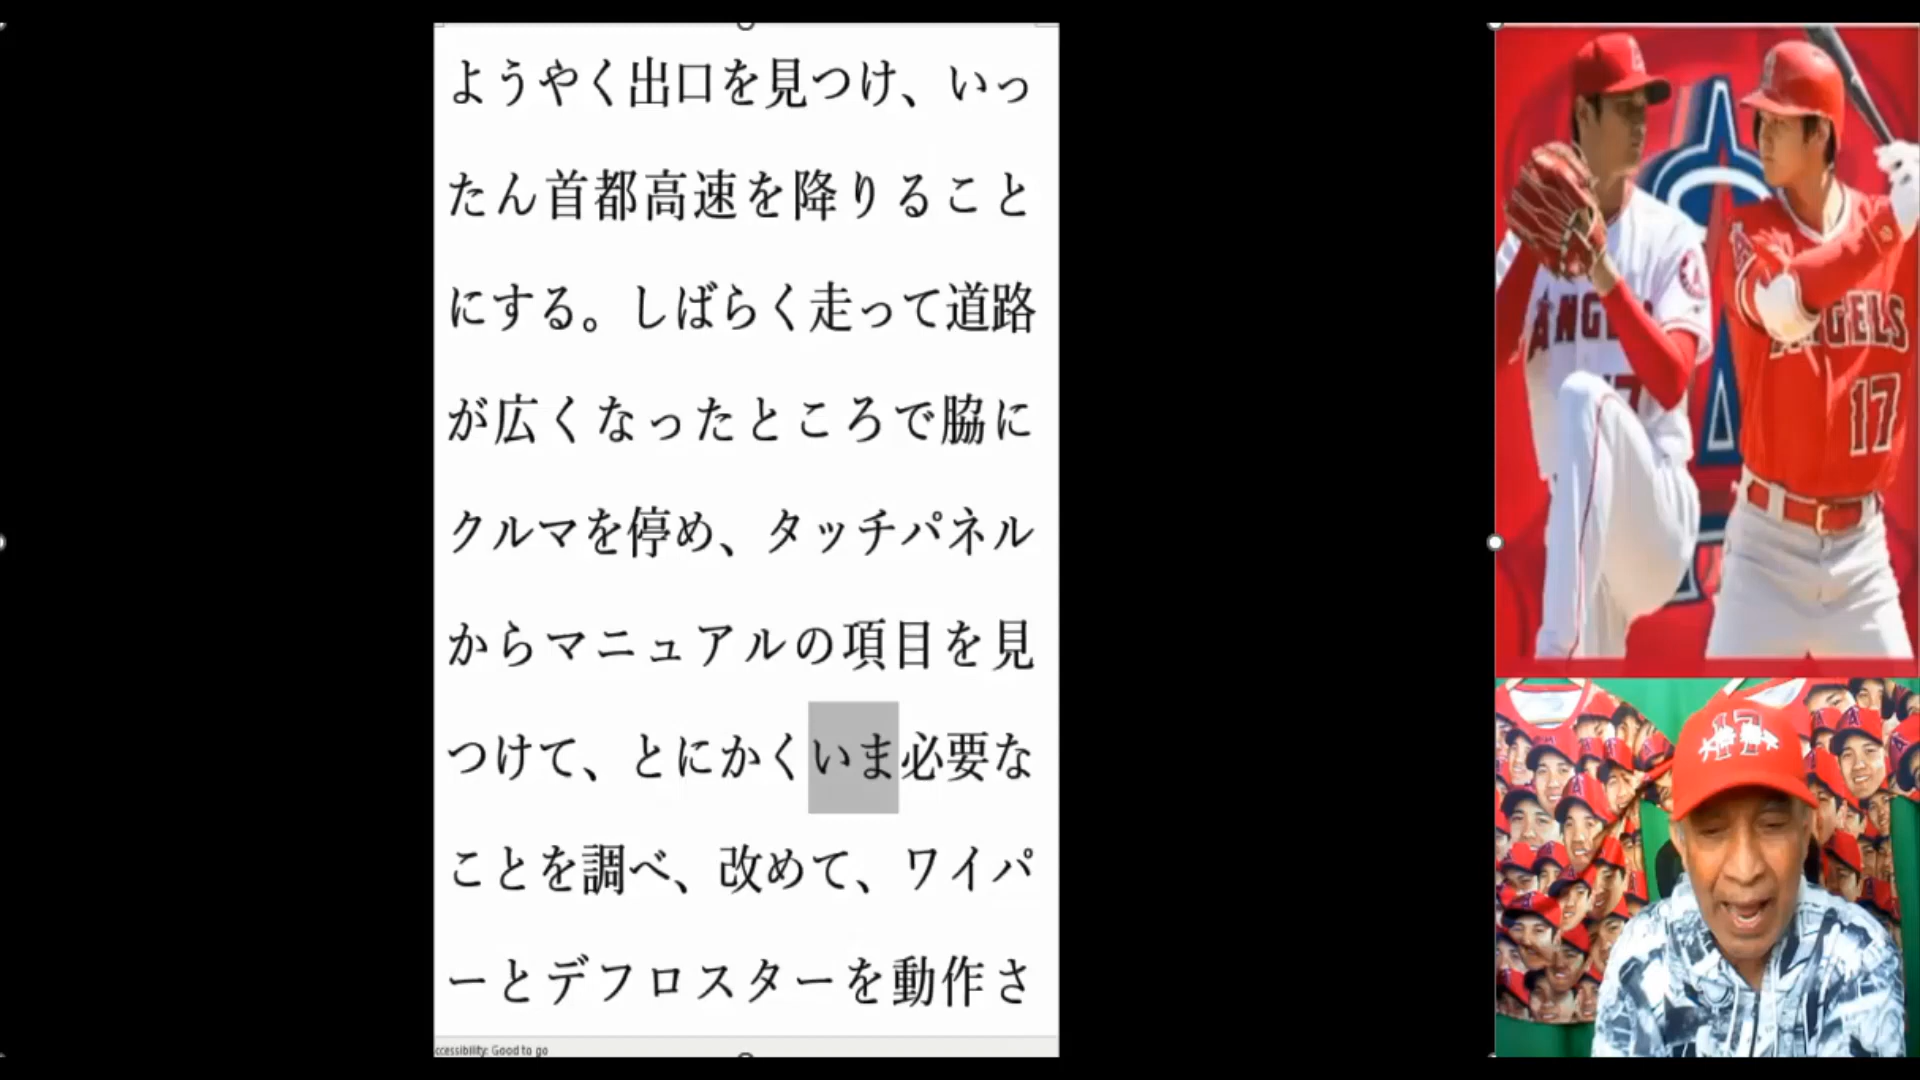 ようやく出口を見つけ、いっ
たん首都高速を降りること
にする。しばらく走って道路
が広くなったところで脇に
クルマを停め、タッチパネル
からマニュアルの項目を見
つけて、とにかくいま必要な
ことを調べ、改めて、ワイパ
ーとデフロスターを動作さ
ccessibility: Good to go
ANGELS
17
17